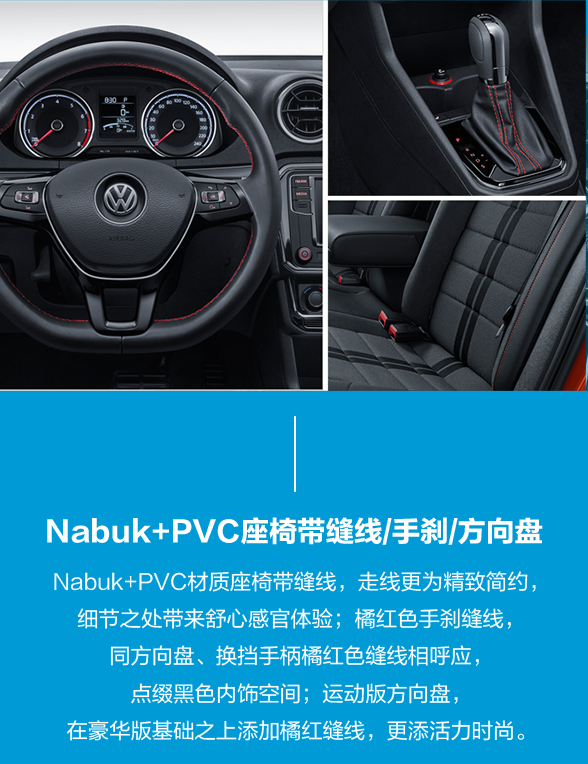 8:30 P
MEDIA
AIRBAG
Nabuk+PVC座椅带缝线/手刹/方向盘
Nabuk+PVC材质座椅带缝线，走线更为精致简约，
细节之处带来舒心感官体验；橘红色手刹缝线，
同方向盘、换挡手柄橘红色缝线相呼应，
点缀黑色内饰空间；运动版方向盘，
在豪华版基础之上添加橘红缝线，更添活力时尚。